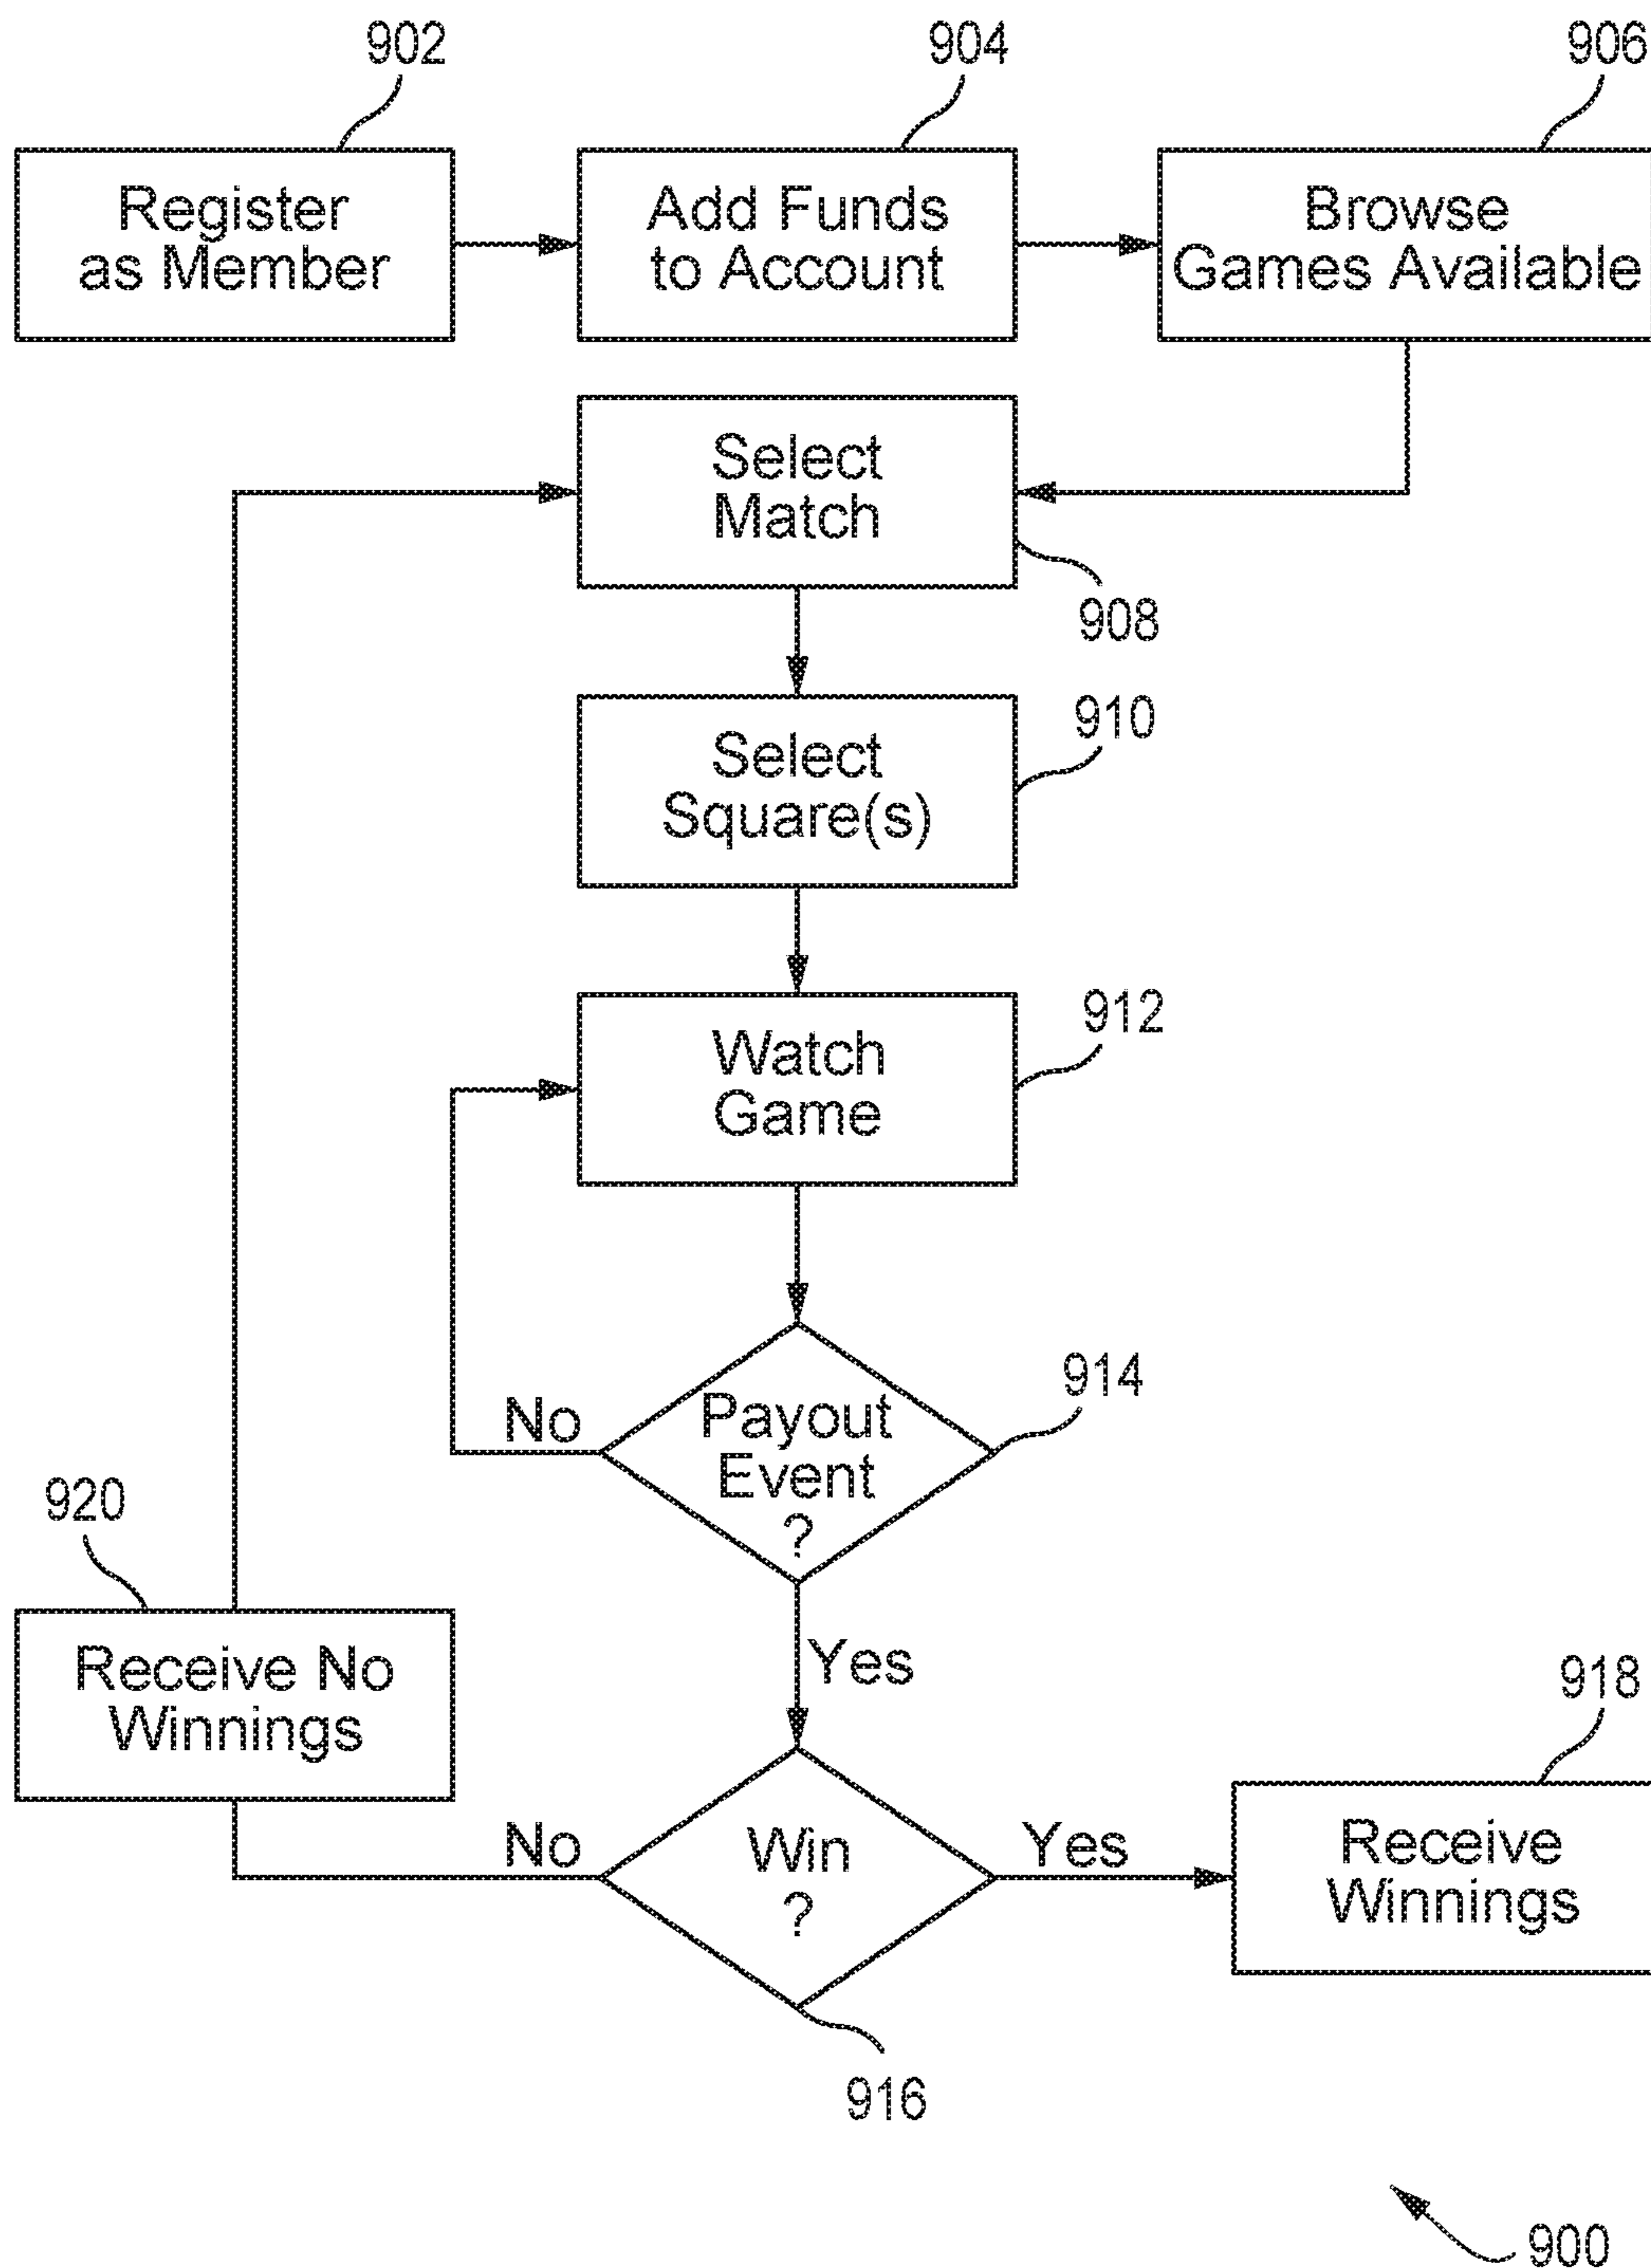 902
904
906
Register
as Member
Add Funds
to Account
Browse
Games Available
Select
Match
908
Select
Square(s)
910
Watch
Game
912
Payout
Event
?
914
No
Yes
920
Receive No
Winnings
Win
?
No
Yes
918
Receive
Winnings
916
900